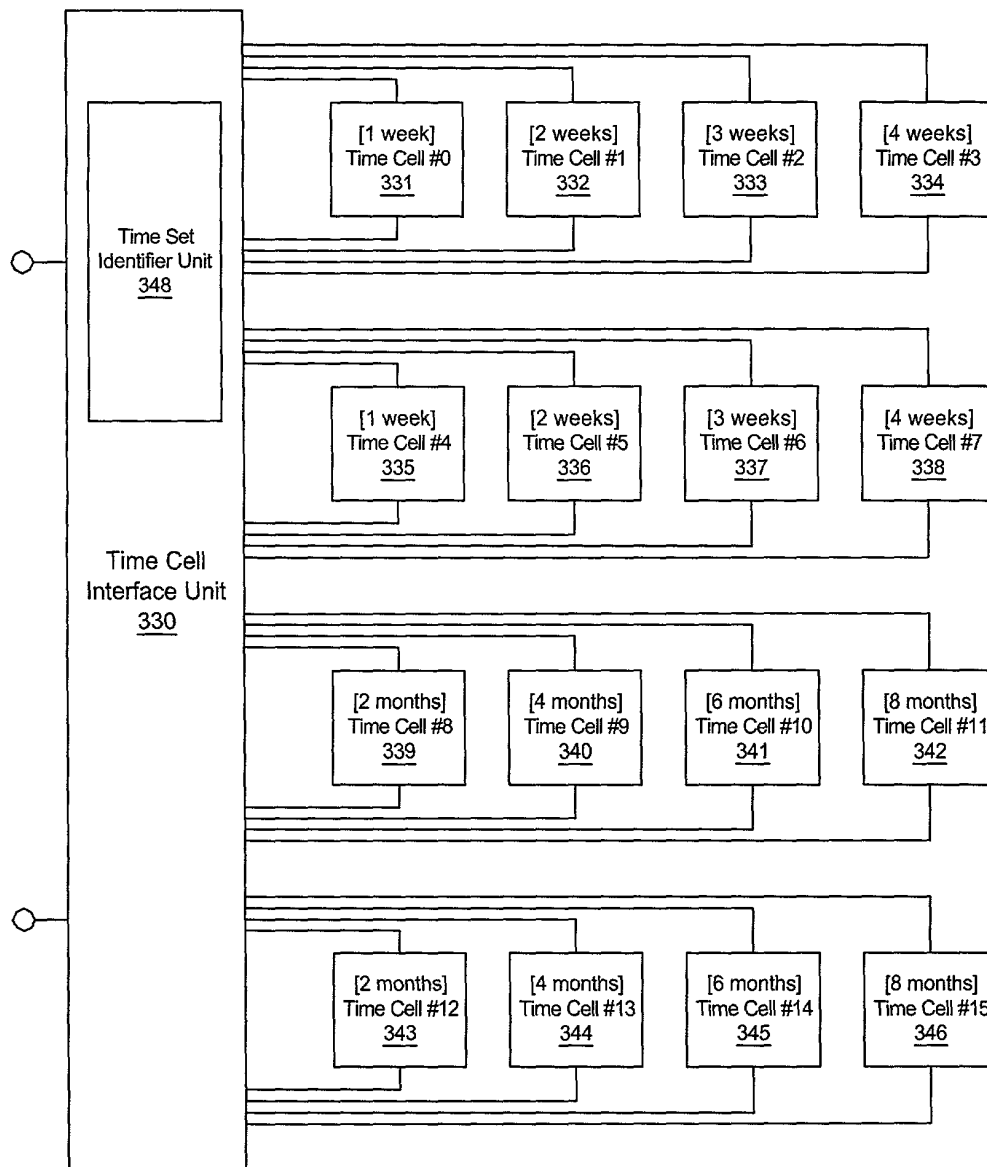 Time Set
Identifier Unit
348
Time Cell
Interface Unit
330
[1 week]
Time Cell #0
331
[2 weeks]
Time Cell #1
332
[3 weeks]
Time Cell #2
333
[4 weeks]
Time Cell #3
334
[1 week]
Time Cell #4
335
[2 weeks]
Time Cell #5
336
[3 weeks]
Time Cell #6
337
[4 weeks]
Time Cell #7
338
[2 months]
Time Cell #8
339
[4 months]
Time Cell #9
340
[6 months]
Time Cell #10
341
[8 months]
Time Cell #11
342
[2 months]
Time Cell #12
343
[4 months]
Time Cell #13
344
[6 months]
Time Cell #14
345
[8 months]
Time Cell #15
346